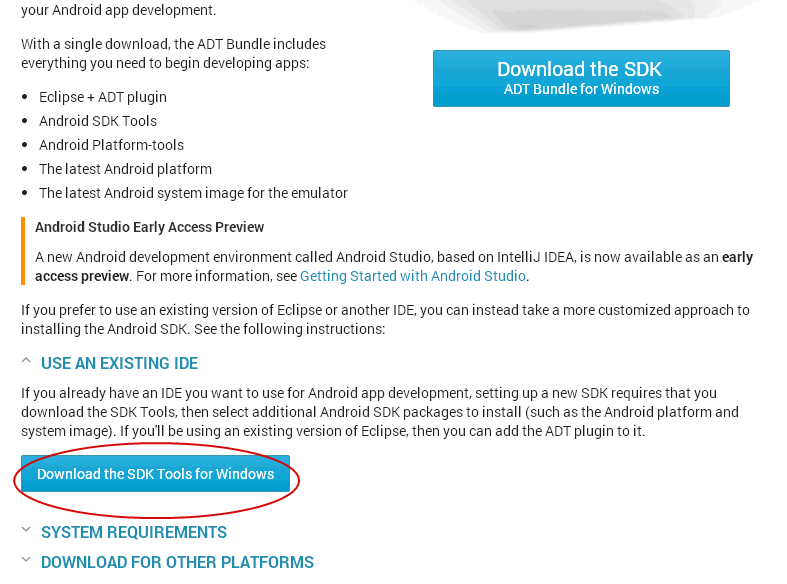 your Android app development.
With a single download, the ADT Bundle includes
everything you need to begin developing apps:
Download the SDK
ADT Bundle for Windows
• Eclipse + ADT plugin
• Android SDK Tools
• Android Platform-tools
• The latest Android platform
• The latest Android system image for the emulator
Android Studio Early Access Preview
A new Android development environment called Android Studio, based on IntelliJ IDEA, is now available as an early
access preview. For more information, see Getting Started with Android Studio.
If you prefer to use an existing version of Eclipse or another IDE, you can instead take a more customized approach to
installing the Android SDK. See the following instructions:
USE AN EXISTING IDE
If you already have an IDE you want to use for Android app development, setting up a new SDK requires that you
download the SDK Tools, then select additional Android SDK packages to install (such as the Android platform and
system image). If you'll be using an existing version of Eclipse, then you can add the ADT plugin to it.
Download the SDK Tools for Windows
SYSTEM REQUIREMENTS
DOWNLOAD FOR OTHER PLATFORMS